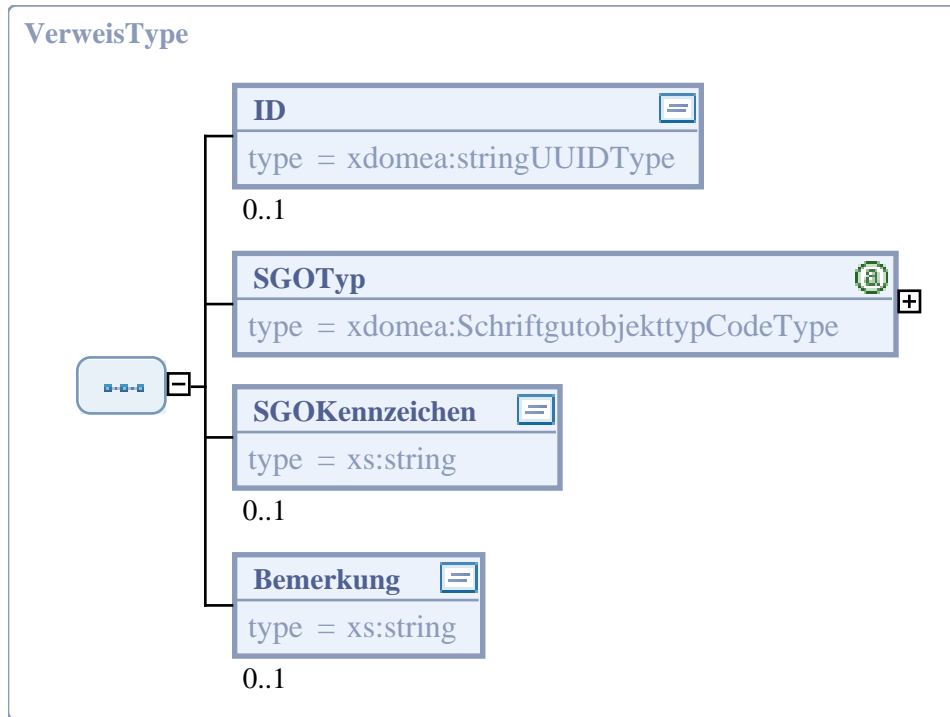 VerweisType
ID
type = xdomea:stringUUIDType
0..1
SGOTyp
type = xdomea:SchriftgutobjekttypCodeType
SGOKennzeichen
type = xs:string
0..1
Bemerkung
type = xs:string
0..1